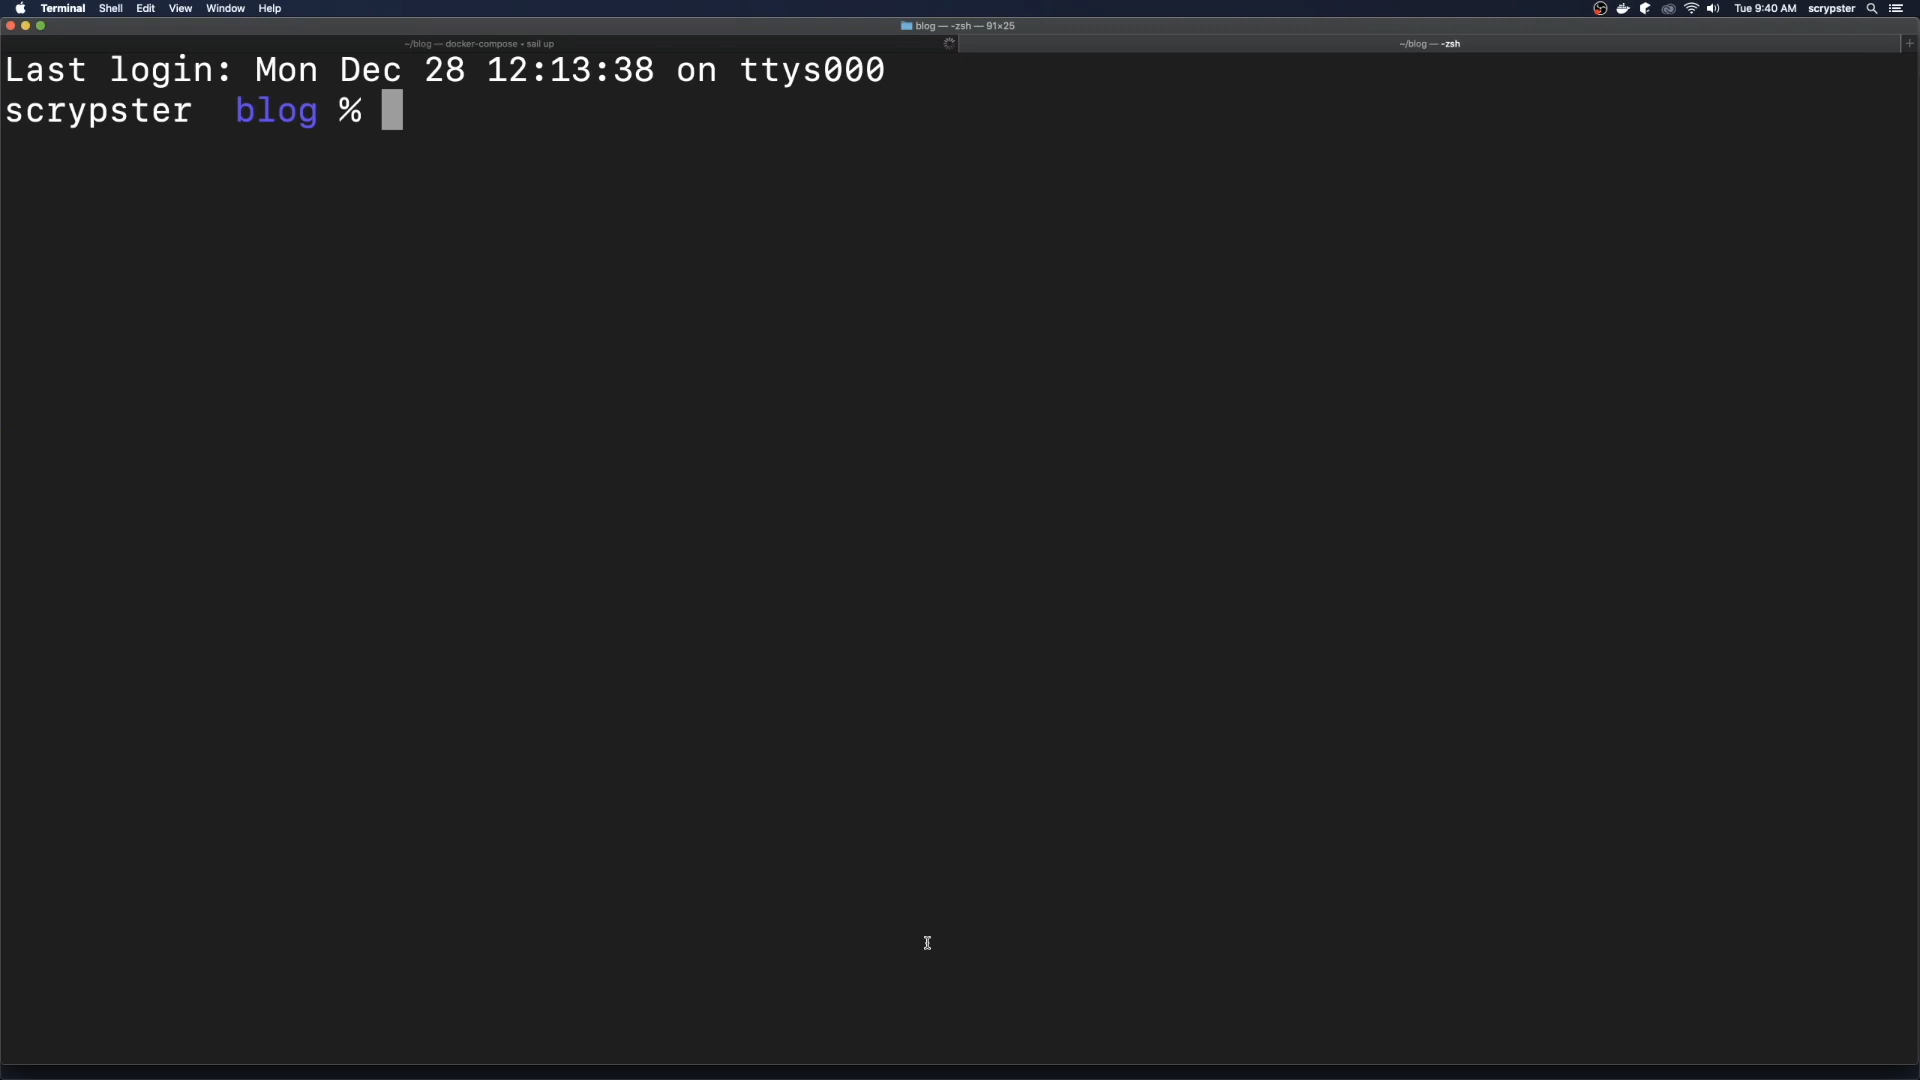 Terminal Shell Edit View Window Help Tue 9:40 AM scrypster
blog — -zsh — 91×25
~/blog — docker-compose • sail up ~/blog — -zsh
Last login: Mon Dec 28 12:13:38 on ttys000
scrypster blog %